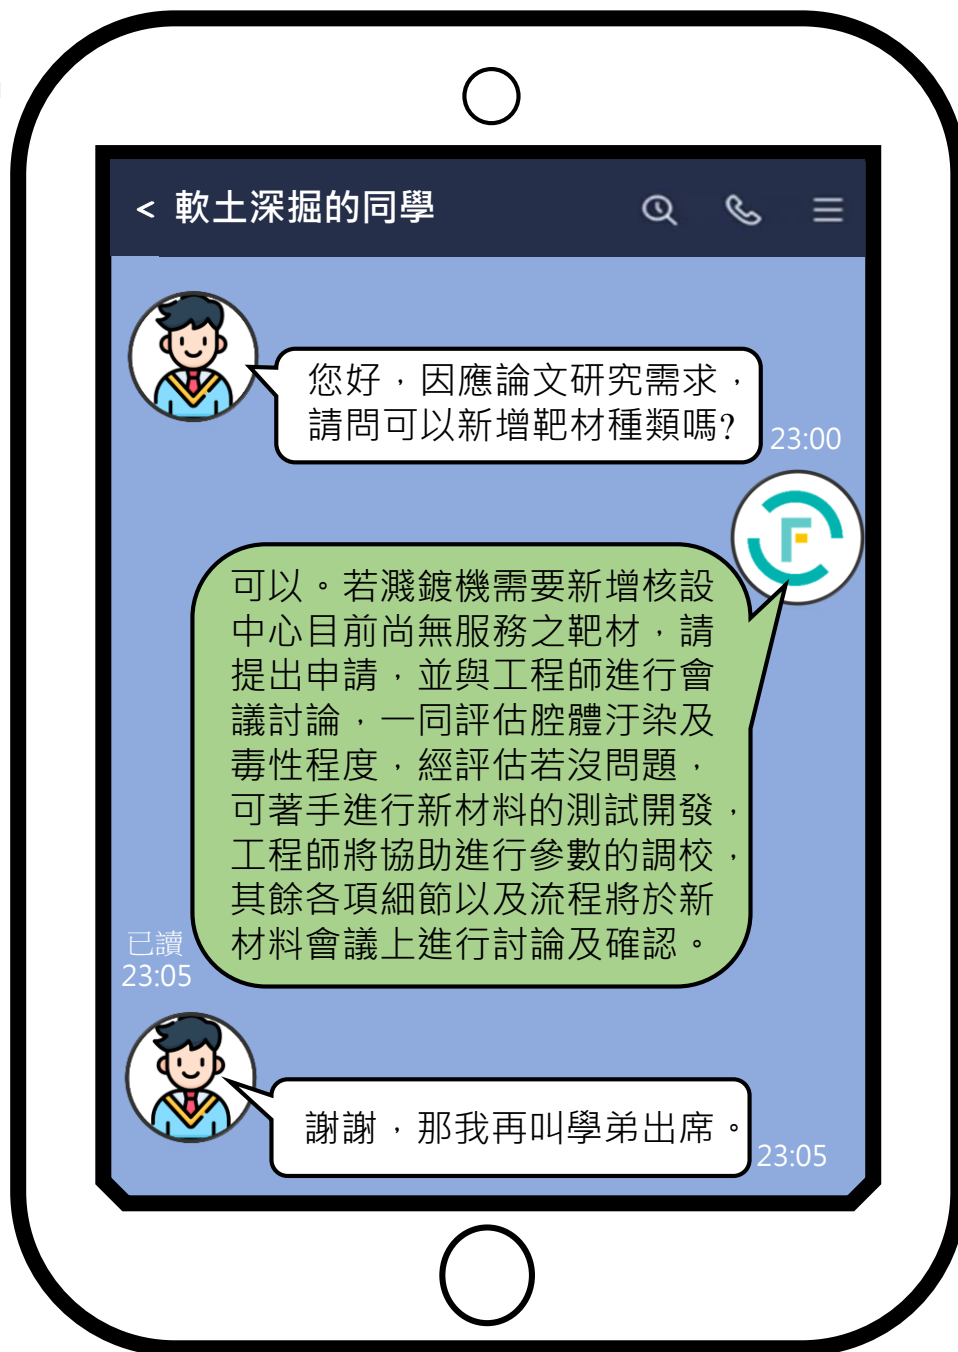 < 軟土深掘的同學
您好，因應論文研究需求，
請問可以新增靶材種類嗎?
23:00
F
可以。若濺鍍機需要新增核設
中心目前尚無服務之靶材，請
提出申請，並與工程師進行會
議討論，一同評估腔體汙染及
毒性程度，經評估若沒問題，
可著手進行新材料的測試開發，
工程師將協助進行參數的調校，
其餘各項細節以及流程將於新
材料會議上進行討論及確認。
已讀
23:05
謝謝，那我再叫學弟出席。
23:05